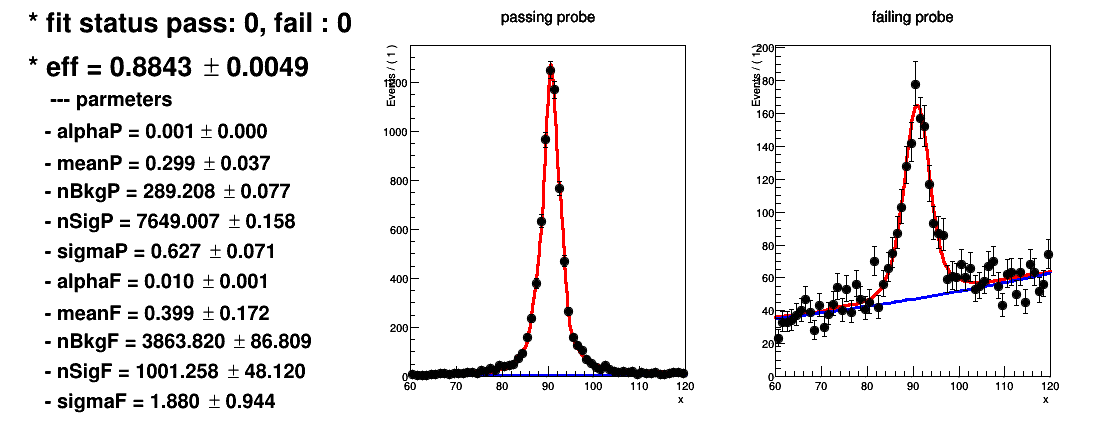 * fit status pass: 0, fail : 0
* eff = 0.8843 ± 0.0049
--- parmeters
- alphaP = 0.001 ± 0.000
- meanP = 0.299 ± 0.037
- nBkgP = 289.208 ± 0.077
- nSigP = 7649.007 ± 0.158
- sigmaP = 0.627 ± 0.071
- alphaF = 0.010 ± 0.001
- meanF = 0.399 ± 0.172
- nBkgF = 3863.820 ± 86.809
- nSigF = 1001.258 ± 48.120
- sigmaF = 1.880 ± 0.944
passing probe
Events / ( 1 )
1200
1000
800
600
400
200
0
60 70 80 90 100 110 120
x
failing probe
Events / ( 1 )
200
180
160
140
120
100
80
60
40
20
0
60 70 80 90 100 110 120
x